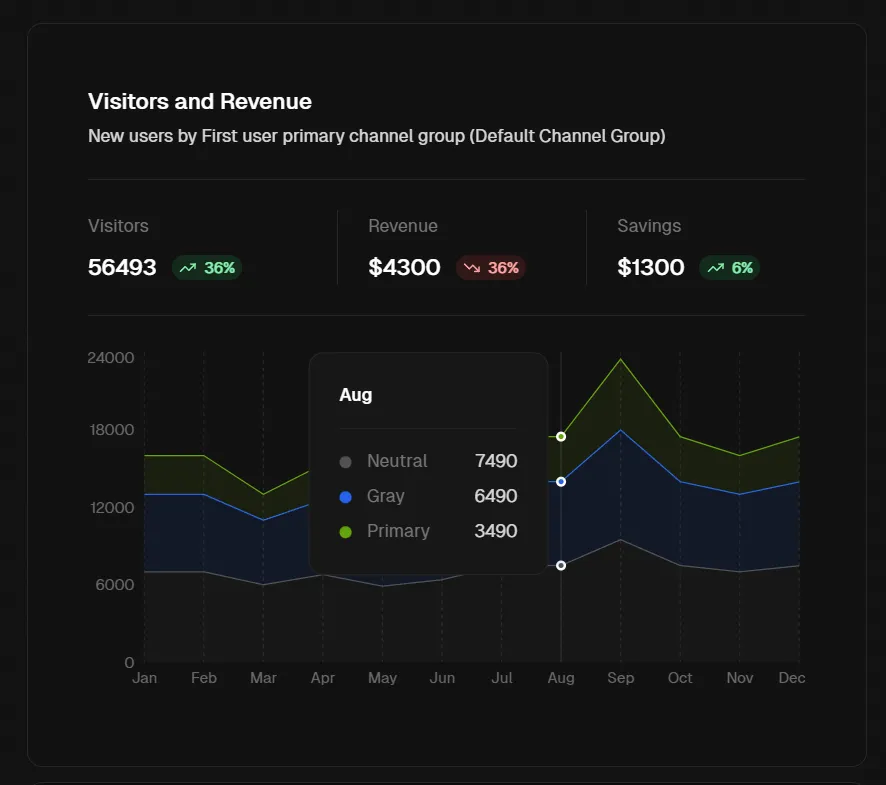 Visitors and Revenue
New users by First user primary channel group (Default Channel Group)
Visitors Revenue Savings
56493 36% $4300 36% $1300 6%
24000
18000
12000
6000
0
Aug
Neutral 7490
Gray 6490
Primary 3490
Jan Feb Mar Apr May Jun Jul Aug Sep Oct Nov Dec